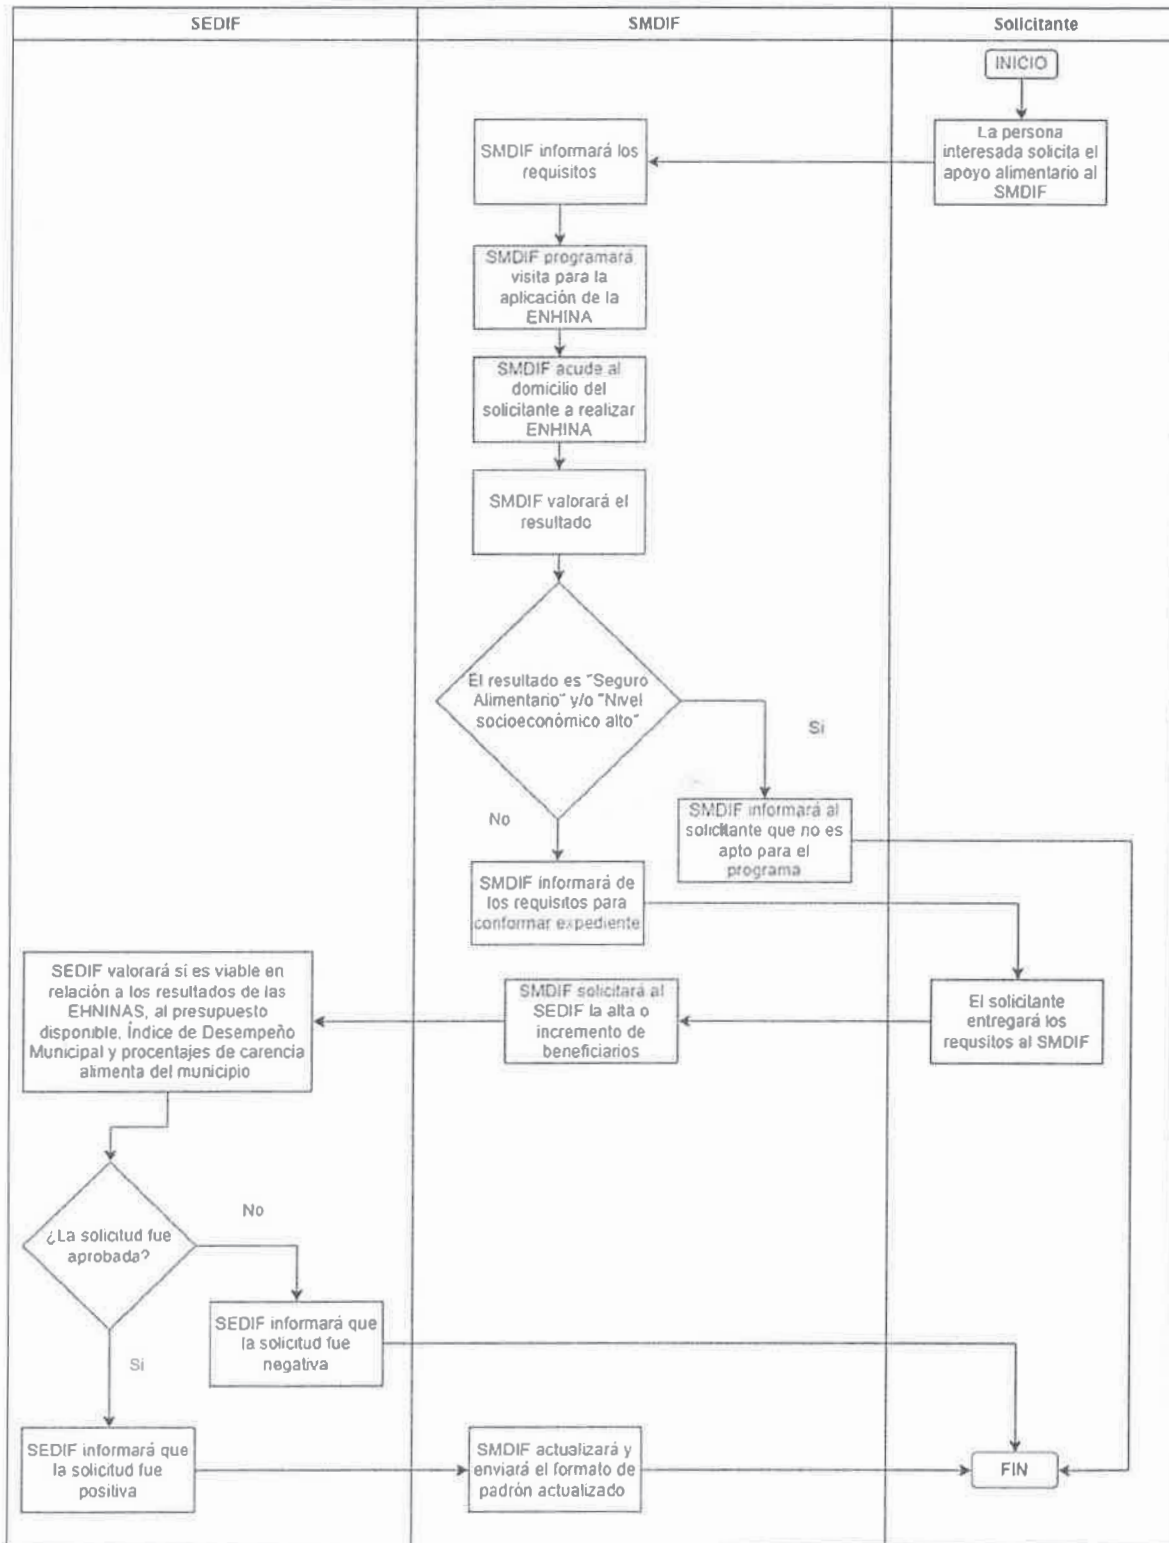 SEDIF
SMDIF
Solicitante
INICIO
La persona
interesada solicita el
apoyo alimentario al
SMDIF
SMDIF informará los
requisitos
SMDIF programará
visita para la
aplicación de la
ENHINA
SMDIF acude al
domicilio del
solicitante a realizar
ENHINA
SMDIF valorará el
resultado
El resultado es "Seguro
Alimentario" y/o "Nivel
socioeconómico alto"
Si
No
SMDIF informará al
solicitante que no es
apto para el
programa
SMDIF informará de
los requisitos para
conformar expediente
El solicitante
entregará los
requsitos al SMDIF
SMDIF solicitará al
SEDIF la alta o
incremento de
beneficiarios
SEDIF valorará si es viable en
relación a los resultados de las
EHNINAS, al presupuesto
disponible, Índice de Desempeño
Municipal y procentajes de carencia
alimenta del municipio
¿La solicitud fue
aprobada?
No
SEDIF informará que
la solicitud fue
negativa
Si
SEDIF informará que
la solicitud fue
positiva
SMDIF actualizará y
enviará el formato de
padrón actualizado
FIN